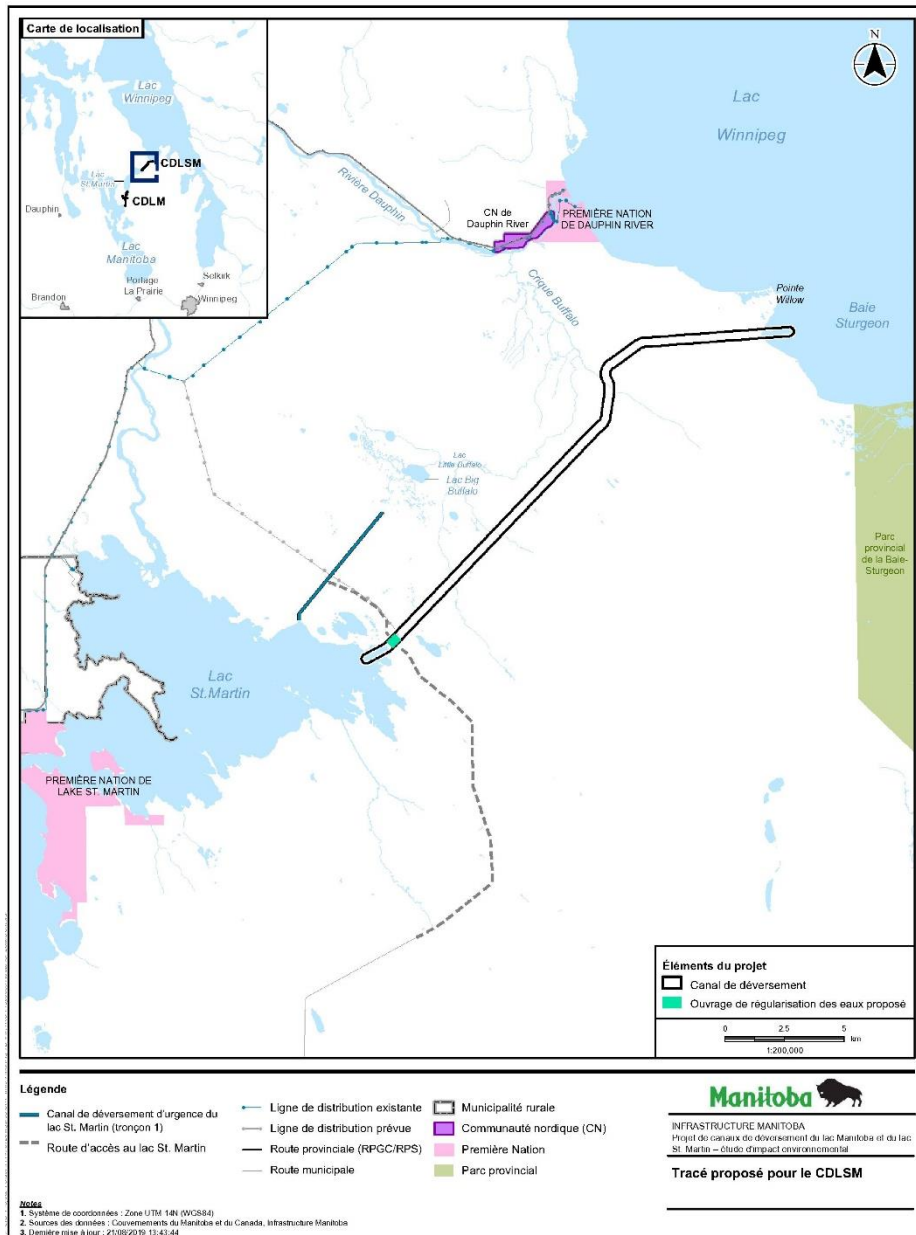 Carte de localisation
Lac
Winnipeg
CDLSM
Lac
St.Martin
CDLM
Dauphin
Lac
Manitoba
Portage
La Prairie
Selkirk
Brandon
Winnipeg
N
Lac
Winnipeg
Rivière Dauphin
CN de
Dauphin River
PREMIÈRE NATION
DE DAUPHIN RIVER
Crique Buffalo
Pointe
Willow
Baie
Sturgeon
Lac
Little Buffalo
Lac Big
Buffalo
Parc
provincial
de la Baie-
Sturgeon
Lac
St.Martin
PREMIÈRE NATION DE
LAKE ST. MARTIN
Éléments du projet
Canal de déversement
Ouvrage de régularisation des eaux proposé
0 2.5 5
km
1:200,000
Légende
Canal de déversement d'urgence du
lac St. Martin (tronçon 1)
Route d'accès au lac St. Martin
Ligne de distribution existante
Ligne de distribution prévue
Route provinciale (RPGC/RPS)
Route municipale
Municipalité rurale
Communauté nordique (CN)
Première Nation
Parc provincial
Manitoba
INFRASTRUCTURE MANITOBA
Projet de canaux de déversement du lac Manitoba et du lac
St. Martin – étude d'impact environnemental
Tracé proposé pour le CDLSM
Notes
1. Système de coordonnées : Zone UTM 14N (WGS84)
2. Sources des données : Gouvernements du Manitoba et du Canada, Infrastructure Manitoba
3. Dernière mise à jour : 21/08/2019 13:43:44